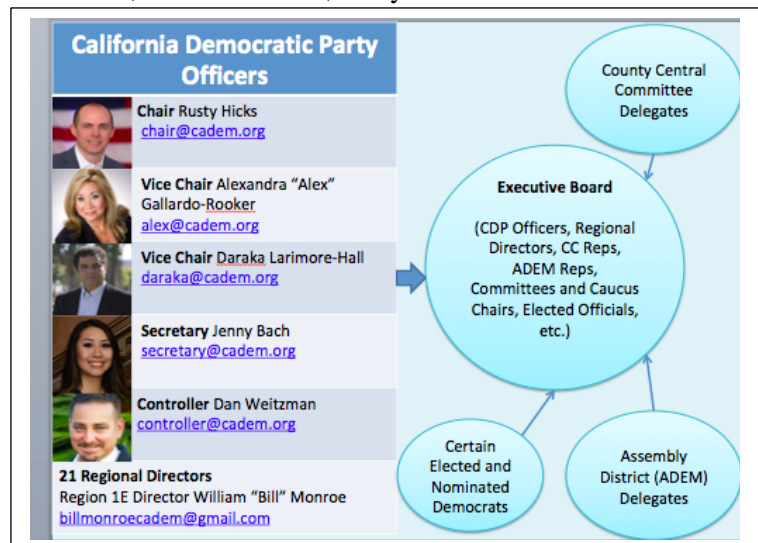 California Democratic Party
Officers
Chair Rusty Hicks
chair@cadem.org
Vice Chair Alexandra “Alex”
Gallardo-Rooker
alex@cadem.org
Vice Chair Daraka Larimore-Hall
daraka@cadem.org
Secretary Jenny Bach
secretary@cadem.org
Controller Dan Weitzman
controller@cadem.org
21 Regional Directors
Region 1E Director William “Bill” Monroe
billmonroecadem@gmail.com
County Central
Committee
Delegates
Executive Board
(CDP Officers, Regional
Directors, CC Reps,
ADEM Reps,
Committees and Caucus
Chairs, Elected Officials,
etc.)
Certain
Elected and
Nominated
Democrats
Assembly
District (ADEM)
Delegates